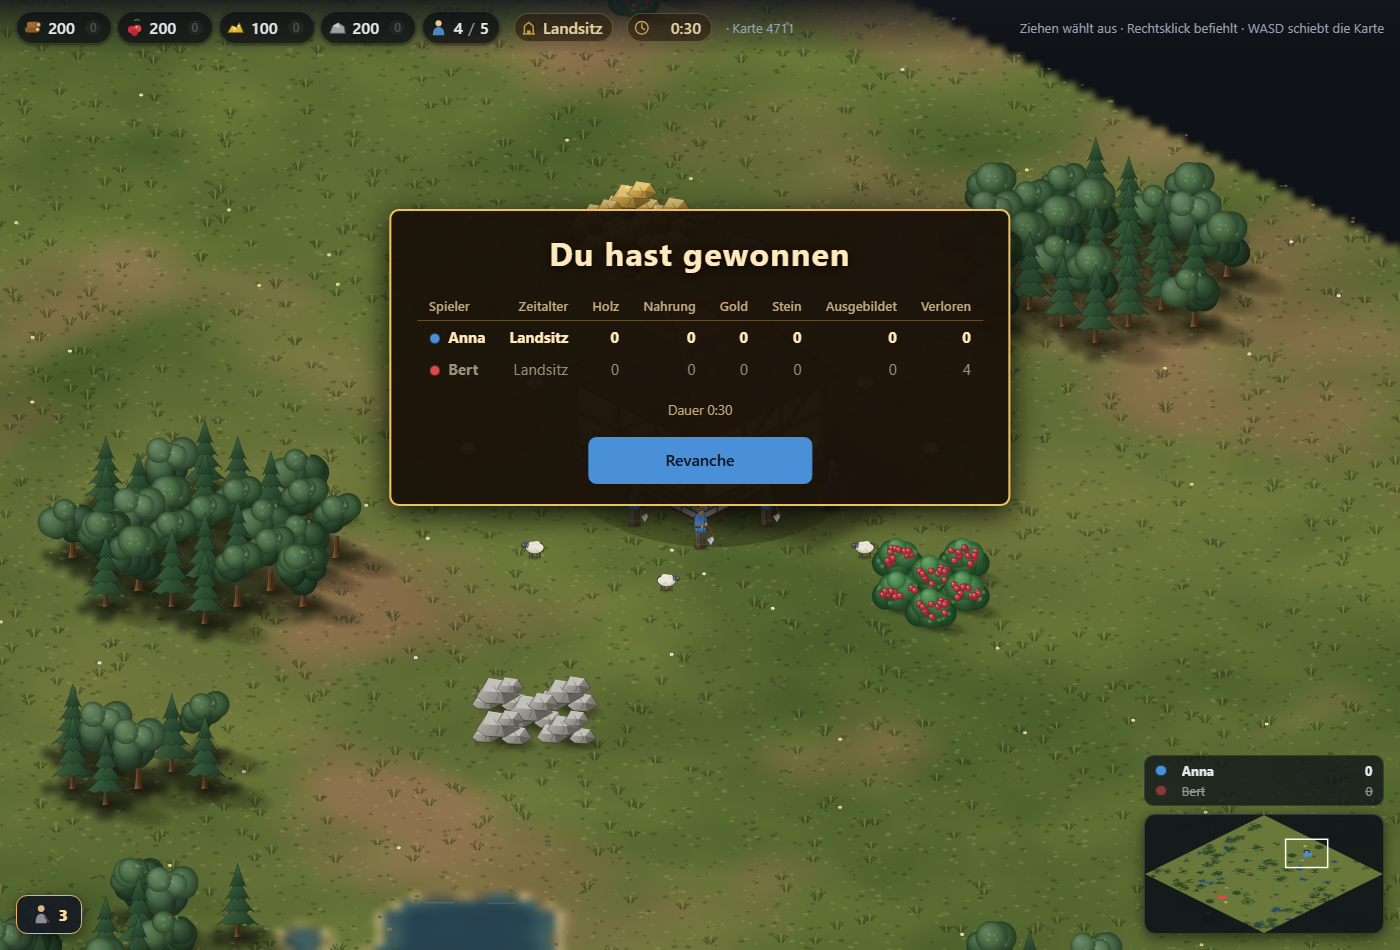 200 0 200 0 100 0 200 0 4 / 5 Landsitz 0:30 · Karte 4711 Ziehen wählt aus · Rechtsklick befiehlt · WASD schiebt die Karte
Du hast gewonnen
Spieler Zeitalter Holz Nahrung Gold Stein Ausgebildet Verloren
Anna Landsitz 0 0 0 0 0 0
Bert Landsitz 0 0 0 0 0 4
Dauer 0:30
Revanche
Anna 0
Bert 0
3